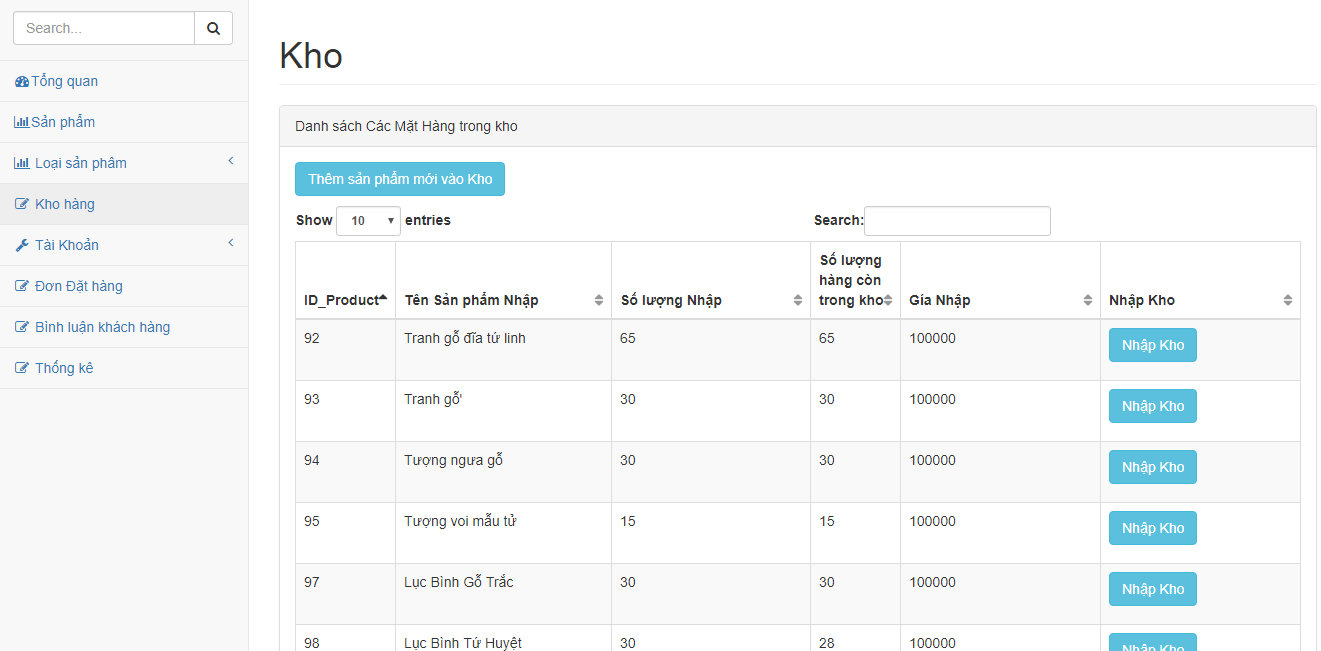 Search...
Tổng quan
Sản phẩm
Loại sản phâm
Kho hàng
Tài Khoản
Đơn Đặt hàng
Bình luận khách hàng
Thống kê
Kho
Danh sách Các Mặt Hàng trong kho
Thêm sản phẩm mới vào Kho
Show 10 entries
Search:
ID_Product Tên Sản phẩm Nhập Số lượng Nhập Số lượng hàng còn trong kho Gía Nhập Nhập Kho
92 Tranh gỗ đĩa tứ linh 65 65 100000 Nhập Kho
93 Tranh gỗ' 30 30 100000 Nhập Kho
94 Tượng ngưa gỗ 30 30 100000 Nhập Kho
95 Tượng voi mẫu tử 15 15 100000 Nhập Kho
97 Lục Bình Gỗ Trắc 30 30 100000 Nhập Kho
98 Lục Bình Tứ Huyệt 30 28 100000 Nhập Kho